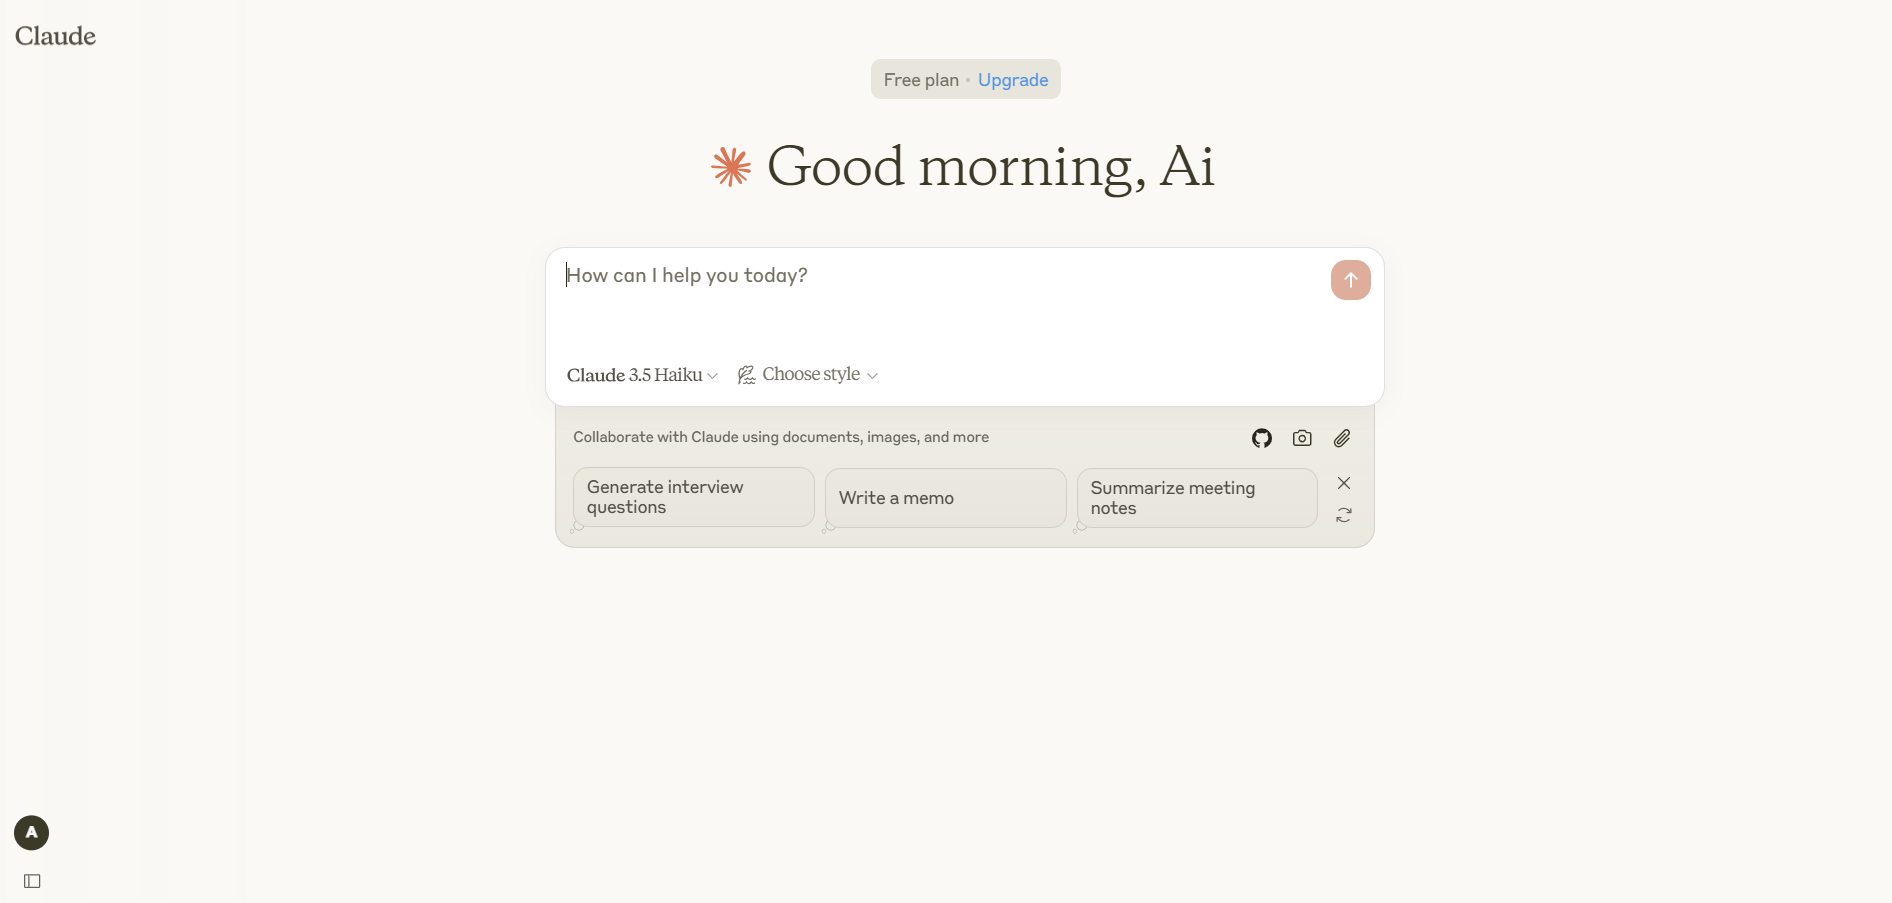 Claude
Free plan • Upgrade
Good morning, Ai
How can I help you today?
Claude 3.5 Haiku
Choose style
Collaborate with Claude using documents, images, and more
Generate interview
questions
Write a memo
Summarize meeting
notes
A